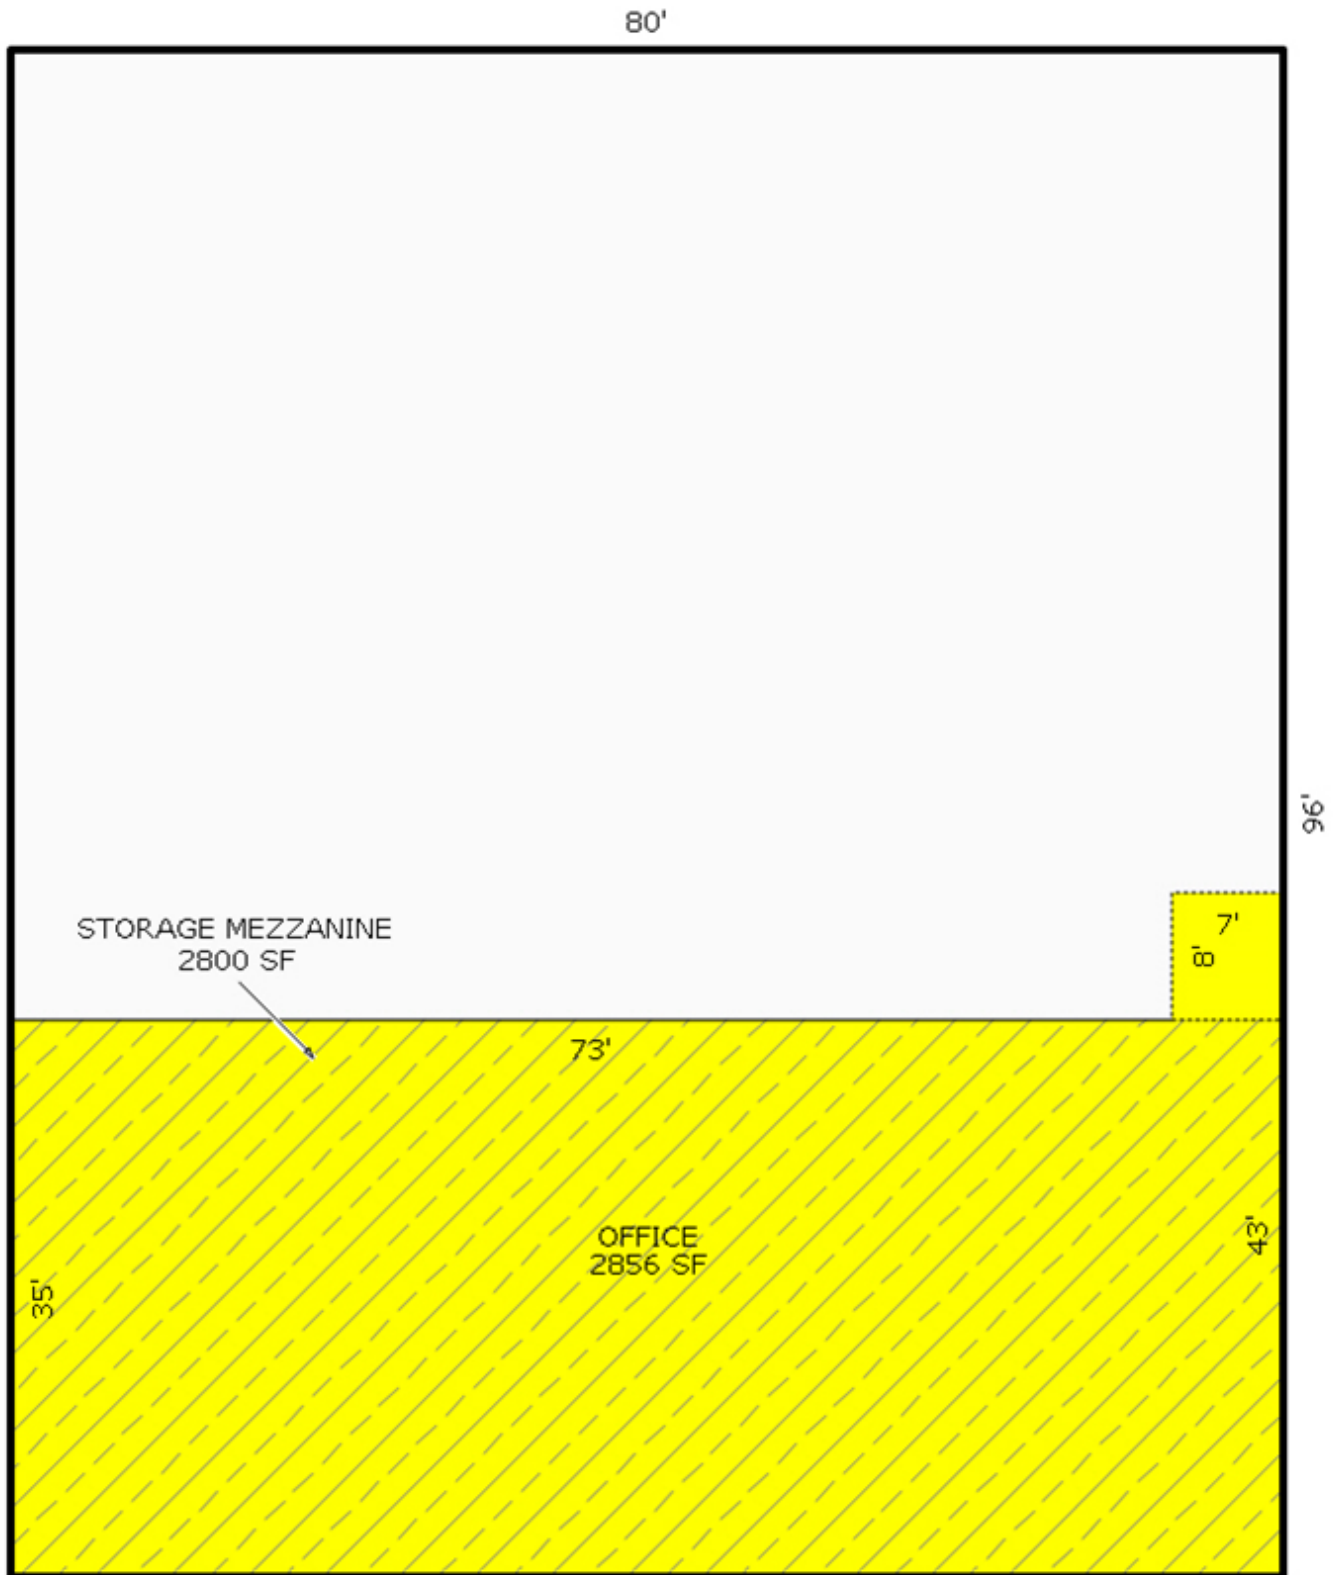 80'
96'
STORAGE MEZZANINE
2800 SF
7'
8'
73'
OFFICE
2856 SF
43'
35'